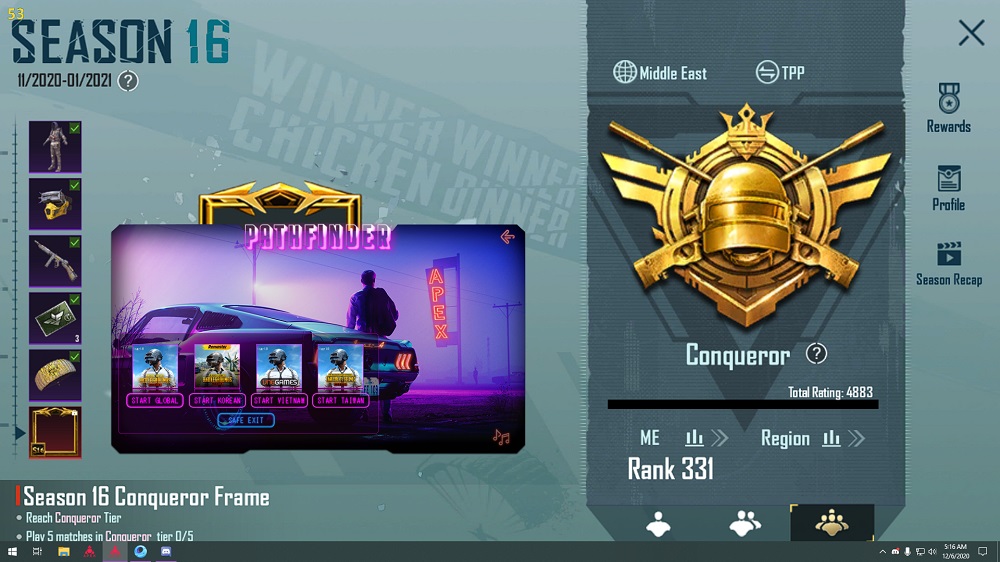 53
SEASON 16
11/2020-01/2021 ?
WINNER WINNER
CHICKEN DINNER
Middle East
TPP
Rewards
Profile
Season Recap
3
S16
PATHFINDER
APEX
START GLOBAL
START KOREAN
START VIETNAM
START TAIWAN
SAFE EXIT
Conqueror ?
Total Rating: 4883
ME
Region
Rank 331
Season 16 Conqueror Frame
Reach Conqueror Tier
Play 5 matches in Conqueror tier 0/5
5:16 AM
12/6/2020